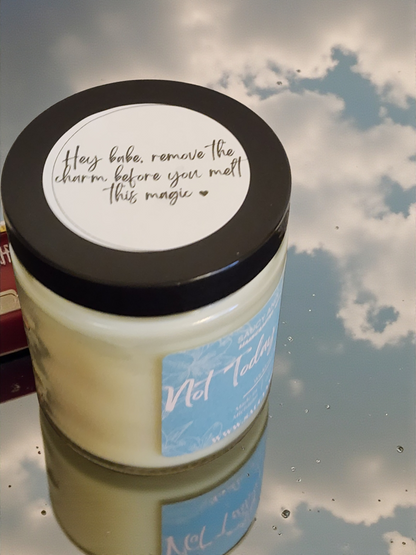 Hey babe, remove the
charm before you melt
this magic ♥
Not Today